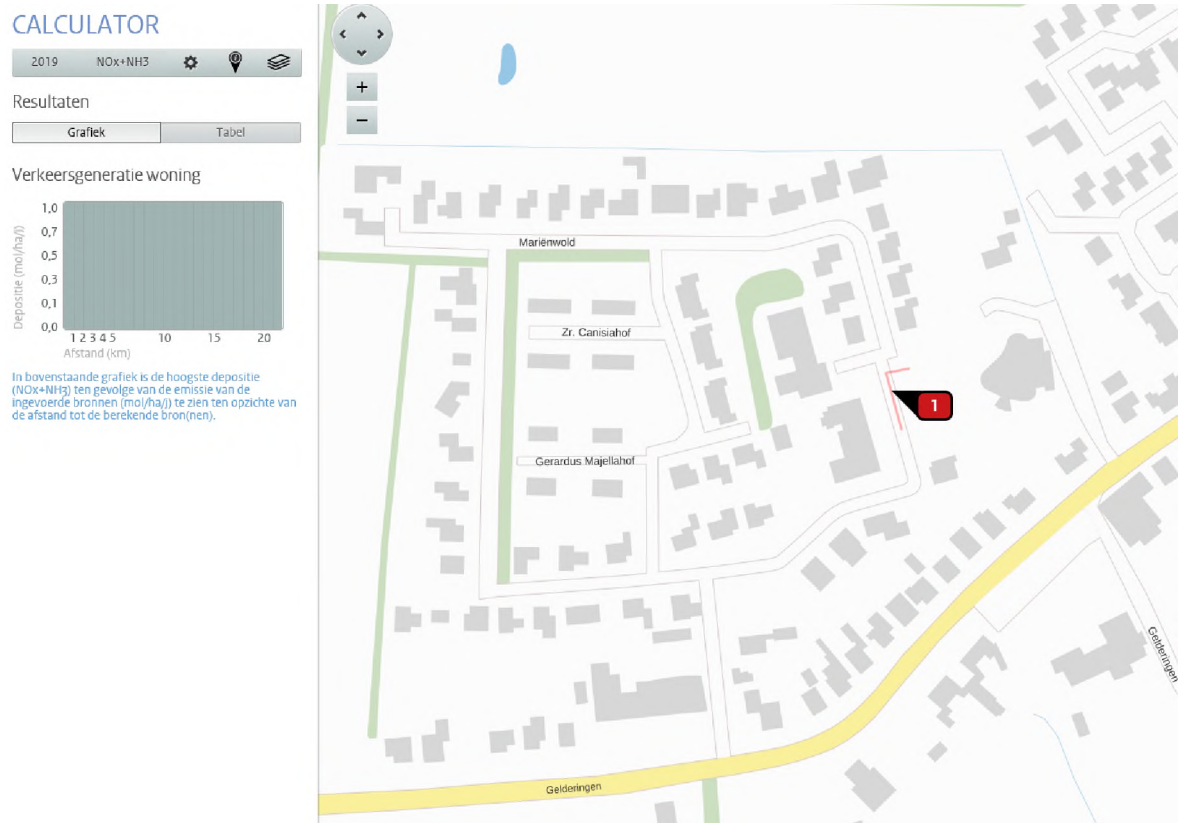 CALCULATOR
2019 NOx+NH3
Resultaten
Grafiek Tabel
Verkeersgeneratie woning
Depositie (mol/ha/j)
1,0
0,7
0,5
0,3
0,1
0,0
1 2 3 4 5 10 15 20
Afstand (km)
In bovenstaande grafiek is de hoogste depositie
(NOx+NH3) ten gevolge van de emissie van de
ingevoerde bronnen (mol/ha/j) te zien ten opzichte van
de afstand tot de berekende bron(nen).
+
−
Mariënwold
Zr. Canisiahof
1
Gerardus Majellahof
Gelderingen
Gelderingen